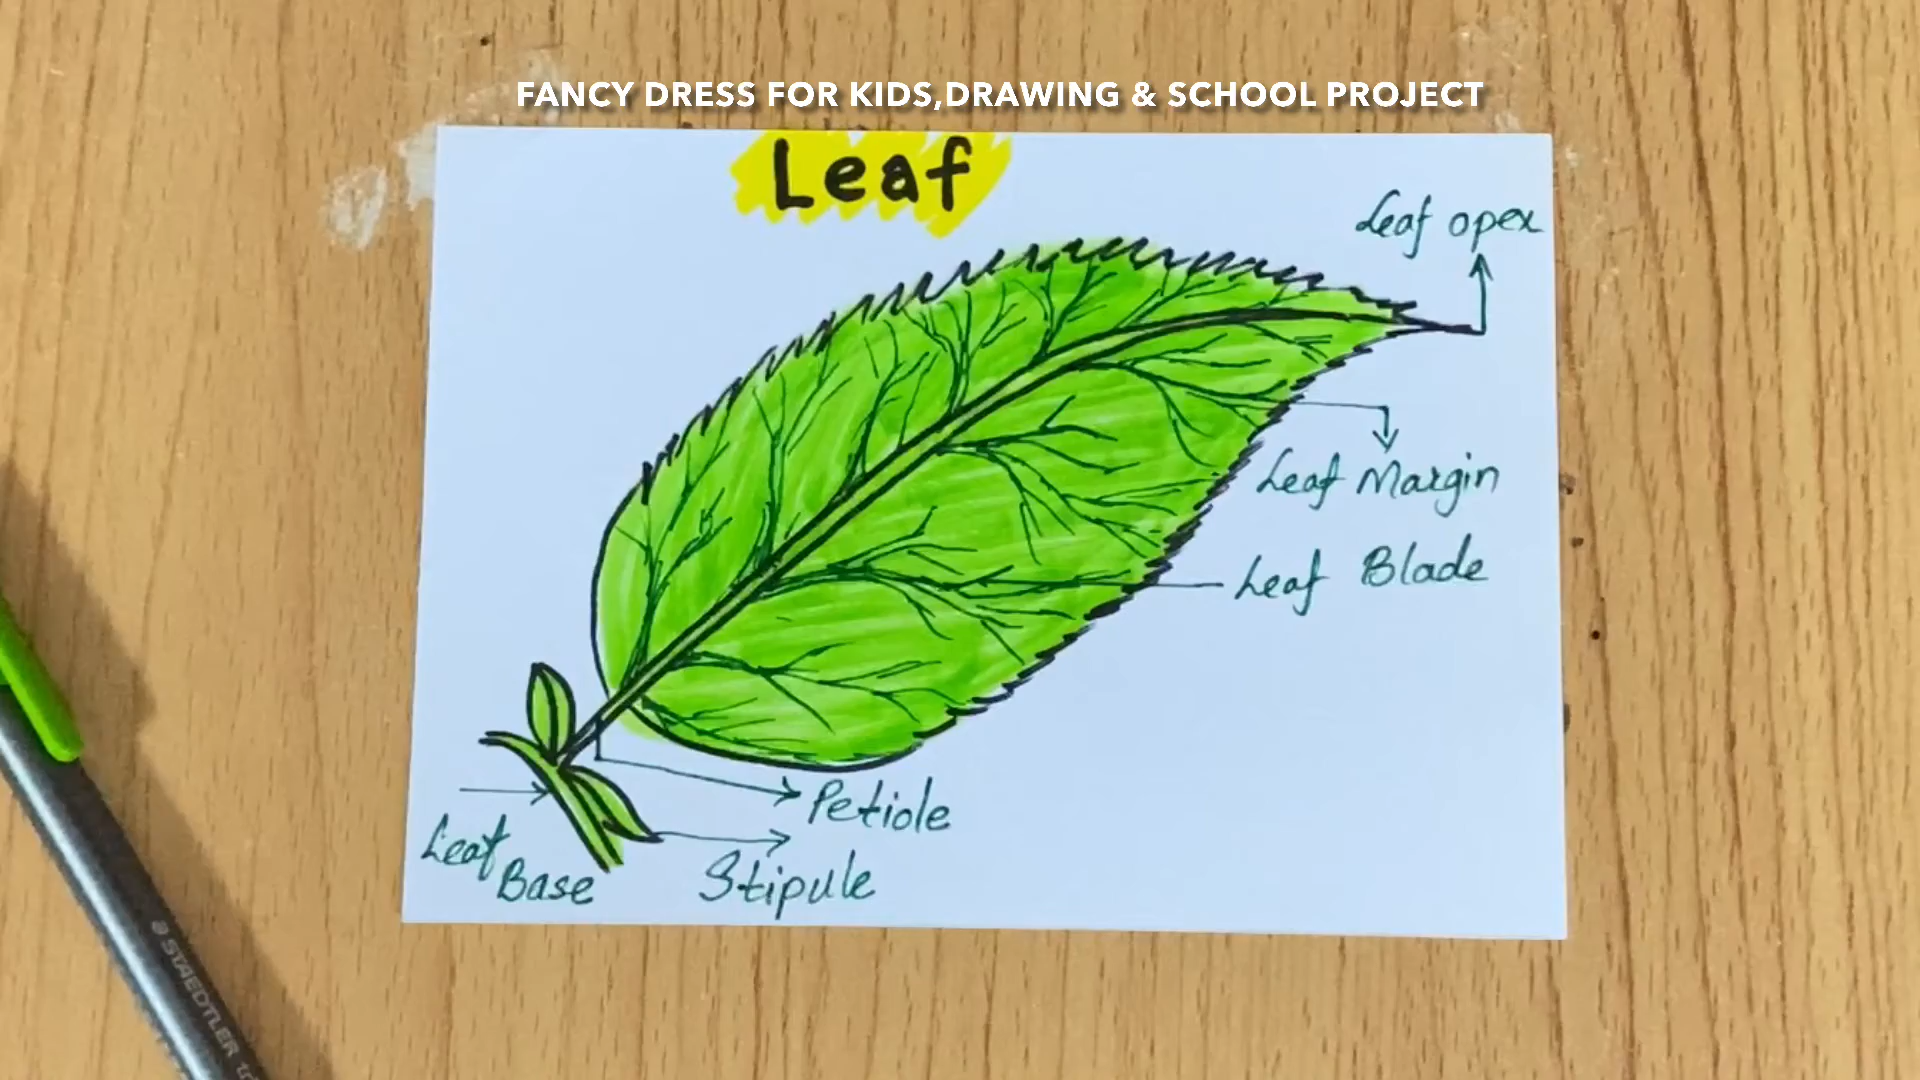 FANCY DRESS FOR KIDS,DRAWING & SCHOOL PROJECT
Leaf
Leaf opex
Leaf Margin
Leaf Blade
Petiole
Leaf
Base
Stipule
STAEDTLER